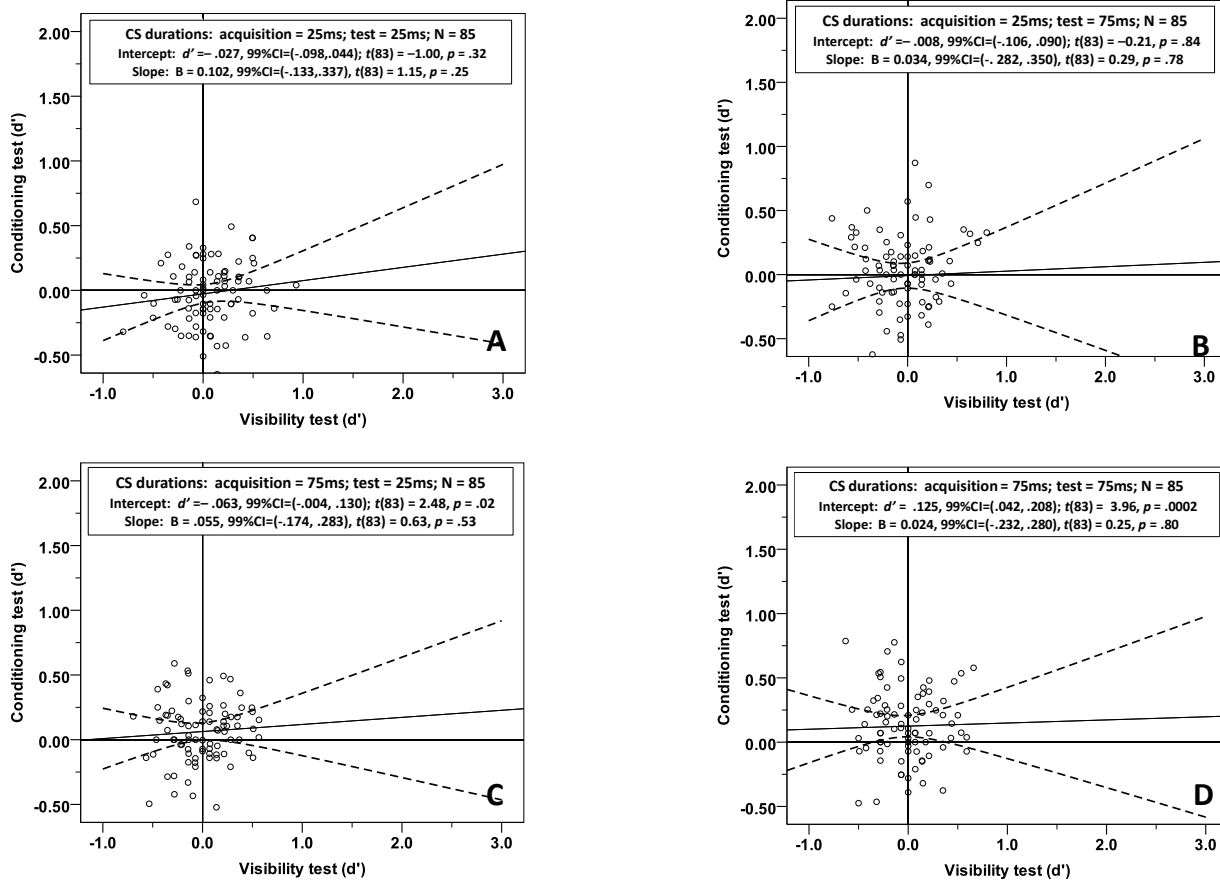 CS durations: acquisition = 25ms; test = 25ms; N = 85
Intercept: d' =– .027, 99%CI=(-.098,.044); t(83) = –1.00, p = .32
Slope: B = 0.102, 99%CI=(-.133,.337), t(83) = 1.15, p = .25
2.00
1.50
1.00
0.50
0.00
-0.50
Conditioning test (d')
A
-1.0 0.0 1.0 2.0 3.0
Visibility test (d')
CS durations: acquisition = 25ms; test = 75ms; N = 85
Intercept: d' =– .008, 99%CI=(-.106, .090); t(83) = –0.21, p = .84
Slope: B = 0.034, 99%CI=(-. 282, .350), t(83) = 0.29, p = .78
2.00
1.50
1.00
0.50
0.00
-0.50
Conditioning test (d')
B
-1.0 0.0 1.0 2.0 3.0
Visibility test (d')
CS durations: acquisition = 75ms; test = 25ms; N = 85
Intercept: d' =– .063, 99%CI=(-.004, .130); t(83) = 2.48, p = .02
Slope: B = .055, 99%CI=(-.174, .283), t(83) = 0.63, p = .53
2.00
1.50
1.00
0.50
0.00
-0.50
Conditioning test (d')
C
-1.0 0.0 1.0 2.0 3.0
Visibility test (d')
CS durations: acquisition = 75ms; test = 75ms; N = 85
Intercept: d' = .125, 99%CI=(.042, .208); t(83) = 3.96, p = .0002
Slope: B = 0.024, 99%CI=(-.232, .280), t(83) = 0.25, p = .80
2.00
1.50
1.00
0.50
0.00
-0.50
Conditioning test (d')
D
-1.0 0.0 1.0 2.0 3.0
Visibility test (d')